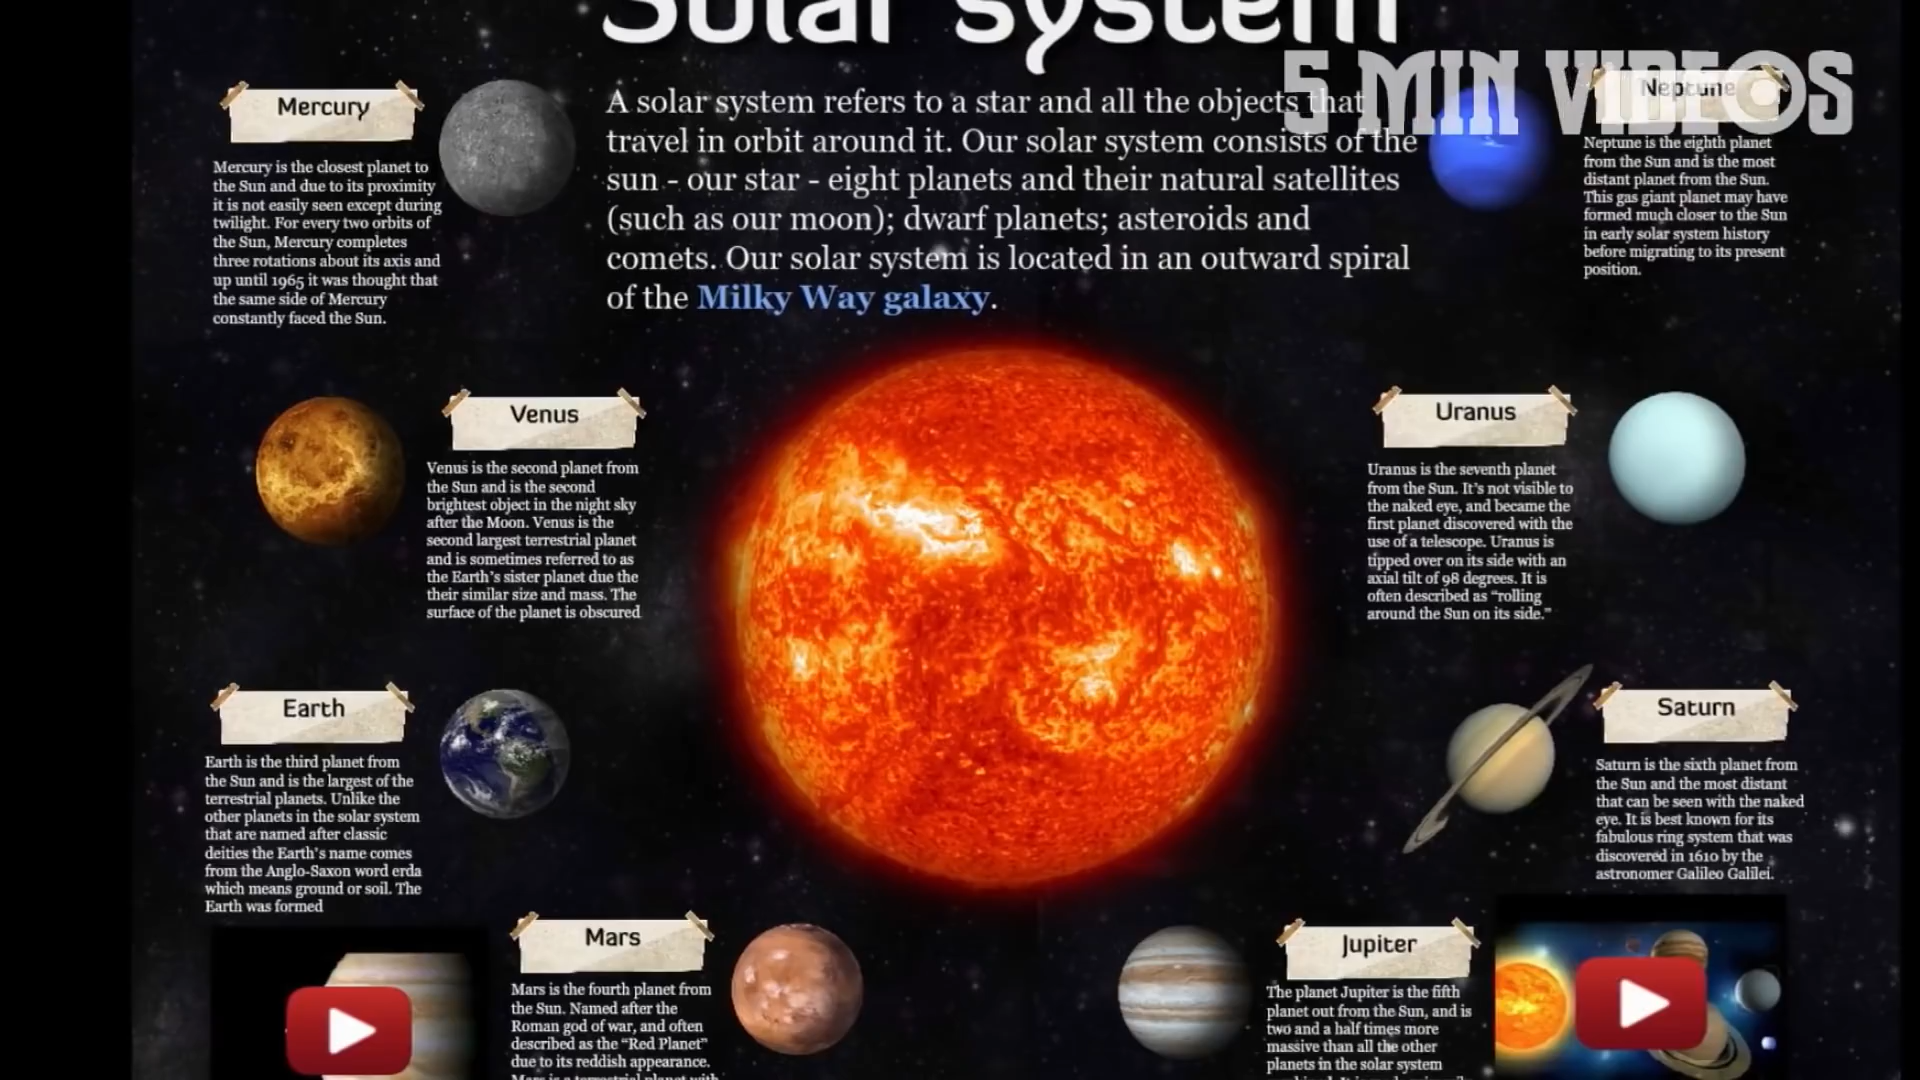 Solar system
5 MIN VIDEOS
A solar system refers to a star and all the objects that
travel in orbit around it. Our solar system consists of the
sun - our star - eight planets and their natural satellites
(such as our moon); dwarf planets; asteroids and
comets. Our solar system is located in an outward spiral
of the Milky Way galaxy.
Mercury
Mercury is the closest planet to
the Sun and due to its proximity
it is not easily seen except during
twilight. For every two orbits of
the Sun, Mercury completes
three rotations about its axis and
up until 1965 it was thought that
the same side of Mercury
constantly faced the Sun.
Venus
Venus is the second planet from
the Sun and is the second
brightest object in the night sky
after the Moon. Venus is the
second largest terrestrial planet
and is sometimes referred to as
the Earth's sister planet due the
their similar size and mass. The
surface of the planet is obscured
Earth
Earth is the third planet from
the Sun and is the largest of the
terrestrial planets. Unlike the
other planets in the solar system
that are named after classic
deities the Earth's name comes
from the Anglo-Saxon word erda
which means ground or soil. The
Earth was formed
Mars
Mars is the fourth planet from
the Sun. Named after the
Roman god of war, and often
described as the “Red Planet”
due to its reddish appearance.
Mars is a terrestrial planet with
Neptune
Neptune is the eighth planet
from the Sun and is the most
distant planet from the Sun.
This gas giant planet may have
formed much closer to the Sun
in early solar system history
before migrating to its present
position.
Uranus
Uranus is the seventh planet
from the Sun. It's not visible to
the naked eye, and became the
first planet discovered with the
use of a telescope. Uranus is
tipped over on its side with an
axial tilt of 98 degrees. It is
often described as “rolling
around the Sun on its side.”
Saturn
Saturn is the sixth planet from
the Sun and the most distant
that can be seen with the naked
eye. It is best known for its
fabulous ring system that was
discovered in 1610 by the
astronomer Galileo Galilei.
Jupiter
The planet Jupiter is the fifth
planet out from the Sun, and is
two and a half times more
massive than all the other
planets in the solar system